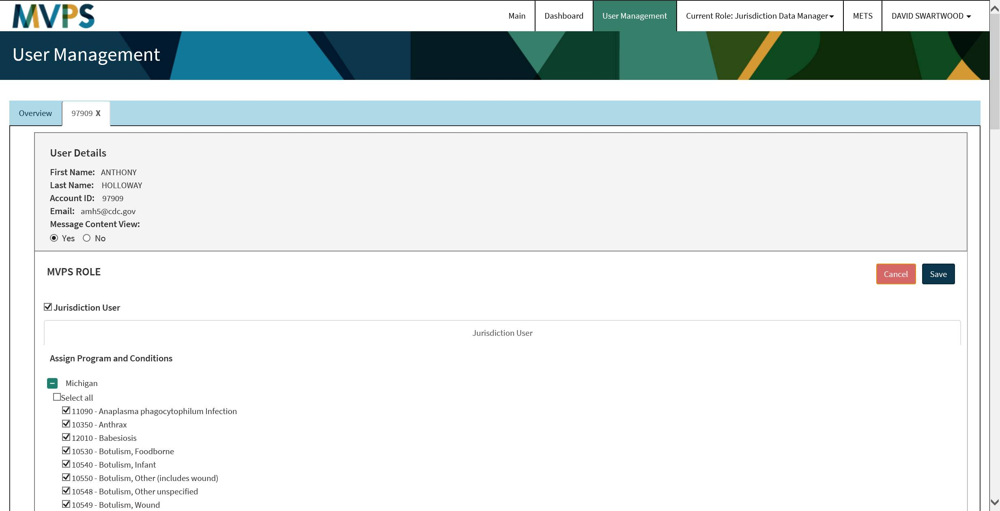 MVPS
Main
Dashboard
User Management
Current Role: Jurisdiction Data Manager
METS
DAVID SWARTWOOD
User Management
Overview
97909 X
User Details
First Name: ANTHONY
Last Name: HOLLOWAY
Account ID: 97909
Email: amh5@cdc.gov
Message Content View:
Yes No
MVPS ROLE
Cancel
Save
Jurisdiction User
Jurisdiction User
Assign Program and Conditions
Michigan
Select all
11090 - Anaplasma phagocytophilum Infection
10350 - Anthrax
12010 - Babesiosis
10530 - Botulism, Foodborne
10540 - Botulism, Infant
10550 - Botulism, Other (includes wound)
10548 - Botulism, Other unspecified
10549 - Botulism, Wound